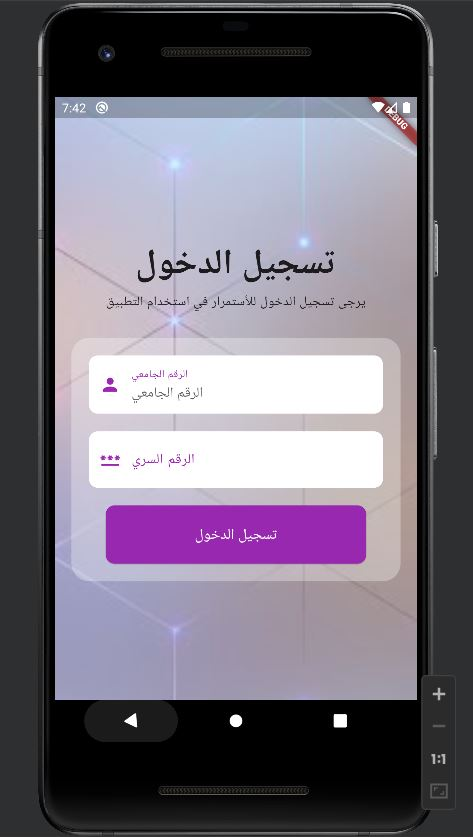 7:42
DEBUG
تسجيل الدخول
يرجى تسجيل الدخول للأستمرار في استخدام التطبيق
الرقم الجامعي
الرقم الجامعي
الرقم السري
تسجيل الدخول
1:1